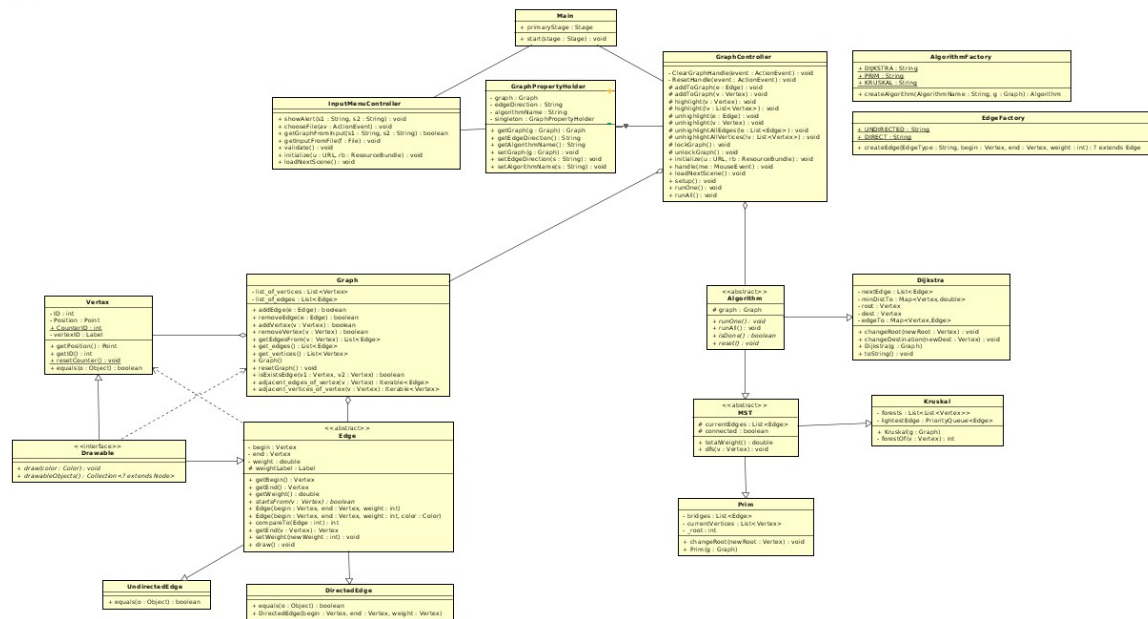 Main
+ primaryStage : Stage
+ start(stage : Stage) : void
GraphController
- ClearGraphHandle(event : ActionEvent) : void
- ResetHandle(event : ActionEvent) : void
# addToGraph(e : Edge) : void
# addToGraph(v : Vertex) : void
# highlight(v : Vertex) : void
# highlight(lv : List<Vertex>) : void
# unhighlight(e : Edge) : void
# unhighlight(v : Vertex) : void
# unhighlightAllEdges(le : List<Edge>) : void
# unhighlightAllVertices(lv : List<Vertex>) : void
# lockGraph() : void
# unlockGraph() : void
+ initialize(u : URL, rb : ResourceBundle) : void
+ handle(me : MouseEvent) : void
+ loadNextScene() : void
+ setup() : void
+ runOne() : void
+ runAll() : void
AlgorithmFactory
+ DIJKSTRA : String
+ PRIM : String
+ KRUSKAL : String
+ createAlgorithm(AlgorithmName : String, g : Graph) : Algorithm
EdgeFactory
+ UNDIRECTED : String
+ DIRECT : String
+ createEdge(EdgeType : String, begin : Vertex, end : Vertex, weight : int) : ? extends Edge
GraphPropertyHolder
- graph : Graph
- edgeDirection : String
- algorithmName : String
- singleton : GraphPropertyHolder
+ getGraph(g : Graph) : Graph
+ getEdgeDirection() : String
+ getAlgorithmName() : String
+ setGraph(g : Graph) : void
+ setEdgeDirection(s : String) : void
+ setAlgorithmName(s : String) : void
InputMenuController
+ showAlert(s1 : String, s2 : String) : void
+ chooseFile(av : ActionEvent) : void
+ getGraphFromInput(s1 : String, s2 : String) : boolean
+ getInputFromFile(f : File) : void
+ validate() : void
+ initialize(u : URL, rb : ResourceBundle) : void
+ loadNextScene() : void
Graph
- list_of_vertices : List<Vertex>
- list_of_edges : List<Edge>
+ addEdge(e : Edge) : boolean
+ removeEdge(e : Edge) : boolean
+ addVertex(v : Vertex) : boolean
+ removeVertex(v : Vertex) : boolean
+ getEdgesFrom(v : Vertex) : List<Edge>
+ get_edges() : List<Edge>
+ get_vertices() : List<Vertex>
+ Graph()
+ resetGraph() : void
+ isExistsEdge(v1 : Vertex, v2 : Vertex) : boolean
+ adjacent_edges_of_vertex(v : Vertex) : Iterable<Edge>
+ adjacent_vertices_of_vertex(v : Vertex) : Iterable<Vertex>
Vertex
- ID : int
- Position : Point
+ CounterID : int
- vertexID : Label
+ getPosition() : Point
+ getID() : int
+ resetCounter() : void
+ equals(o : Object) : boolean
<<interface>>
Drawable
+ draw(color : Color) : void
+ drawableObjects() : Collection<? extends Node>
<<abstract>>
Edge
- begin : Vertex
- end : Vertex
- weight : double
# weightLabel : Label
+ getBegin() : Vertex
+ getEnd() : Vertex
+ getWeight() : double
+ startsFrom(v : Vertex) : boolean
+ Edge(begin : Vertex, end : Vertex, weight : int)
+ Edge(begin : Vertex, end : Vertex, weight : int, color : Color)
+ compareTo(Edge : int) : int
+ getEnd(v : Vertex) : Vertex
+ setWeight(newWeight : int) : void
+ draw() : void
UndirectedEdge
+ equals(o : Object) : boolean
DirectedEdge
+ equals(o : Object) : boolean
+ DirectedEdge(begin : Vertex, end : Vertex, weight : Vertex)
<<abstract>>
Algorithm
# graph : Graph
+ runOne() : void
+ runAll() : void
+ isDone() : boolean
+ reset() : void
Dijkstra
- nextEdge : List<Edge>
- minDistTo : Map<Vertex,double>
- root : Vertex
- dest : Vertex
- edgeTo : Map<Vertex,Edge>
+ changeRoot(newRoot : Vertex) : void
+ changeDestination(newDest : Vertex) : void
+ Dijkstra(g : Graph)
+ toString() : void
<<abstract>>
MST
# currentEdges : List<Edge>
# connected : boolean
+ totalWeight() : double
+ dfs(v : Vertex) : void
Kruskal
- forests : List<List<Vertex>>
- lightestEdge : PriorityQueue<Edge>
+ Kruskal(g : Graph)
- forestOf(v : Vertex) : int
Prim
- bridges : List<Edge>
- currentVertices : List<Vertex>
- _root : int
+ changeRoot(newRoot : Vertex) : void
+ Prim(g : Graph)